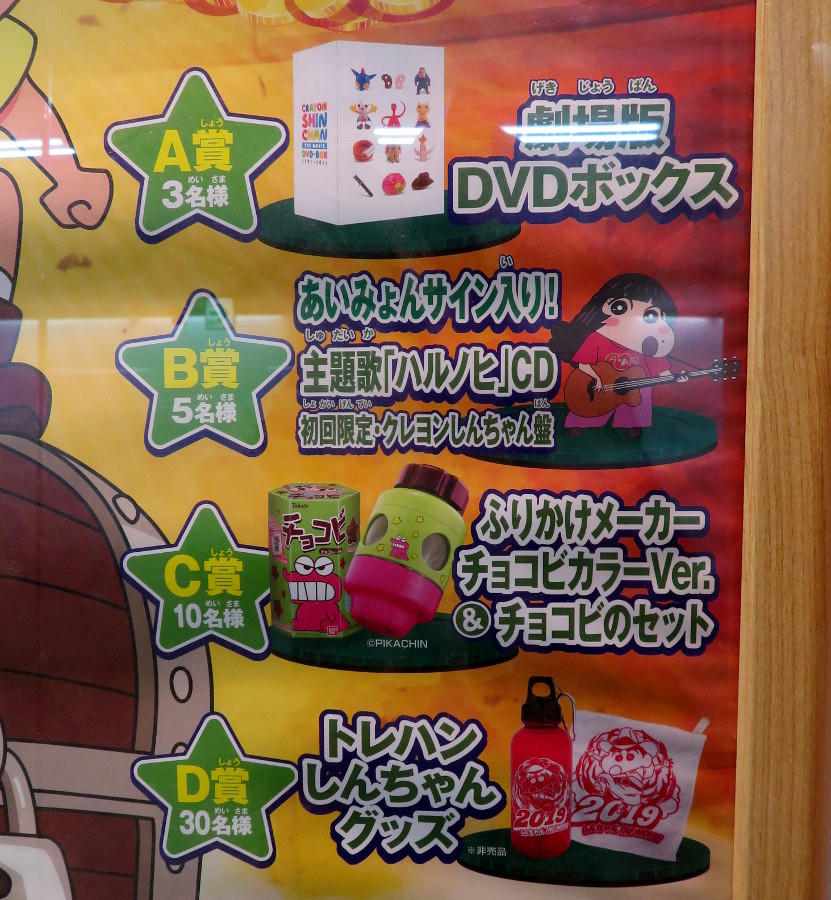 A賞
3名様
CRAYON
SHIN
CHAN
THE MOVIE
DVD-BOX
劇場版
DVDボックス
B賞
5名様
あいみょんサイン入り!
主題歌「ハルノヒ」CD
初回限定・クレヨンしんちゃん盤
C賞
10名様
チョコビ
©PIKACHIN
ふりかけメーカー
チョコビカラーVer.
&チョコビのセット
D賞
30名様
トレハン
しんちゃん
グッズ
2019
2019
※非売品